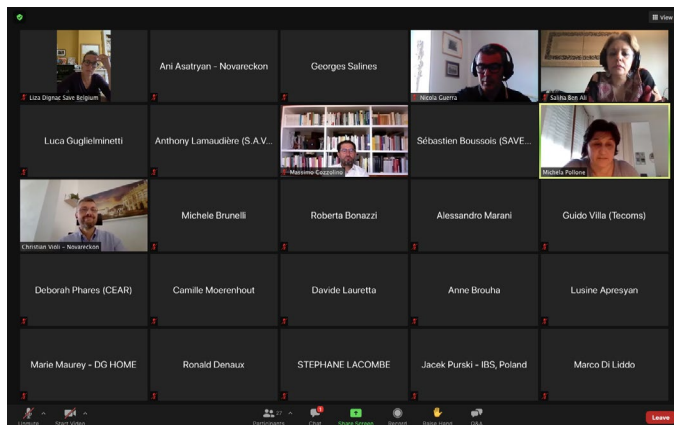 View
Liza Dignac Save Belgium
Ani Asatryan - Novareckon
Georges Salines
Nicola Guerra
Saliha Ben Ali
Luca Guglielminetti
Anthony Lamaudière (S.A.V...
Massimo Cozzolino
Sébastien Boussois (SAVE...
Michela Pollone
Christian Violi - Novareckon
Michele Brunelli
Roberta Bonazzi
Alessandro Marani
Guido Villa (Tecoms)
Deborah Phares (CEAR)
Camille Moerenhout
Davide Lauretta
Anne Brouha
Lusine Apresyan
Marie Maurey - DG HOME
Ronald Denaux
STEPHANE LACOMBE
Jacek Purski - IBS, Poland
Marco Di Liddo
27
1
Unmute
Start Video
Participants
Chat
Share Screen
Record
Raise Hand
Q&A
Leave